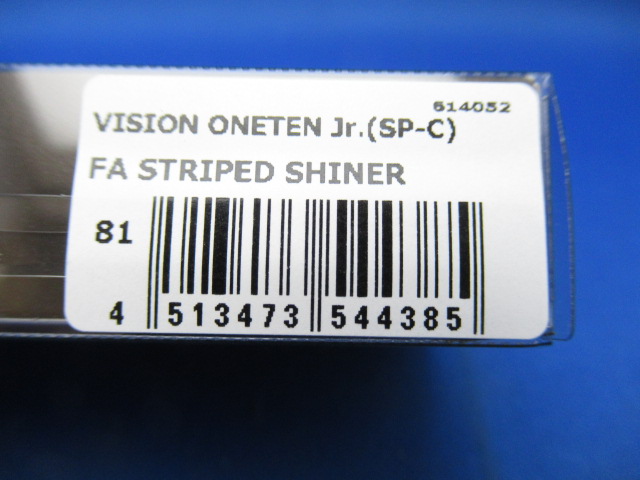 614052
VISION ONETEN Jr.(SP-C)
FA STRIPED SHINER
81
4 513473 544385